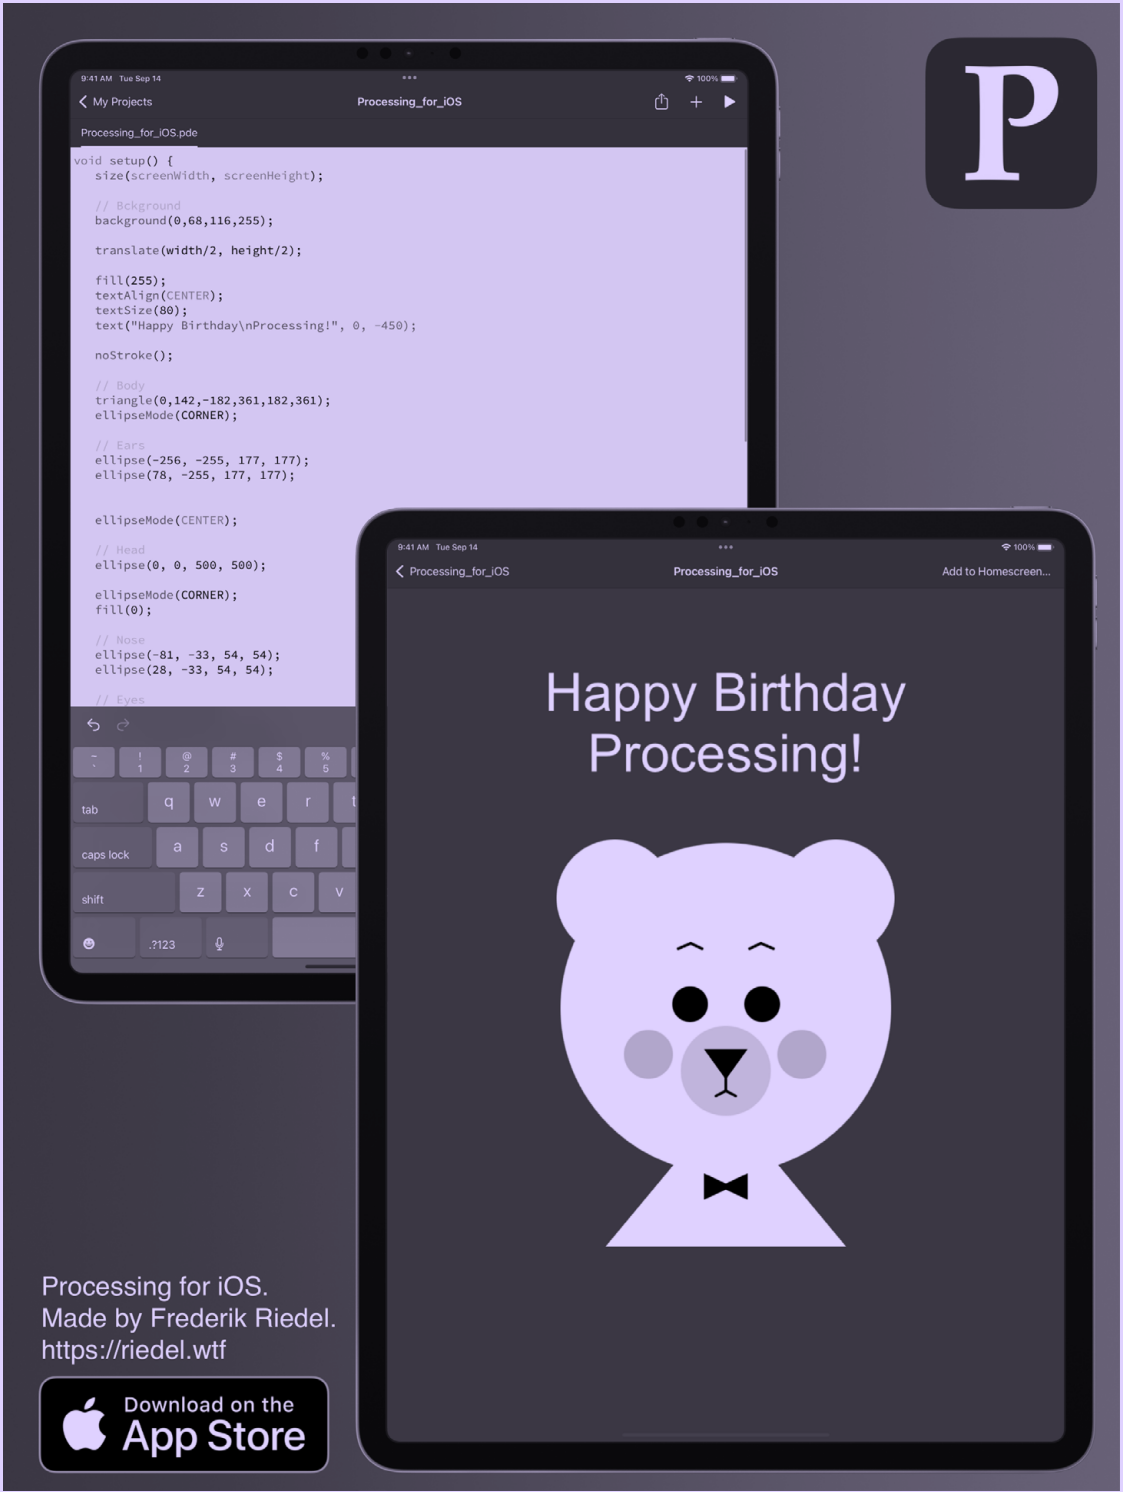 9:41 AM Tue Sep 14
100%
My Projects
Processing_for_iOS
Processing_for_iOS.pde
void setup() {
size(screenWidth, screenHeight);
// Bckground
background(0,68,116,255);
translate(width/2, height/2);
fill(255);
textAlign(CENTER);
textSize(80);
text("Happy Birthday\nProcessing!", 0, -450);
noStroke();
// Body
triangle(0,142,-182,361,182,361);
ellipseMode(CORNER);
// Ears
ellipse(-256, -255, 177, 177);
ellipse(78, -255, 177, 177);
ellipseMode(CENTER);
// Head
ellipse(0, 0, 500, 500);
ellipseMode(CORNER);
fill(0);
// Nose
ellipse(-81, -33, 54, 54);
ellipse(28, -33, 54, 54);
// Eyes
~ ! @ # $ %
` 1 2 3 4 5
tab q w e r t
caps lock a s d f
shift z x c v
.?123
P
9:41 AM Tue Sep 14
100%
Processing_for_iOS
Processing_for_iOS
Add to Homescreen...
Happy Birthday
Processing!
Processing for iOS.
Made by Frederik Riedel.
https://riedel.wtf
Download on the
App Store